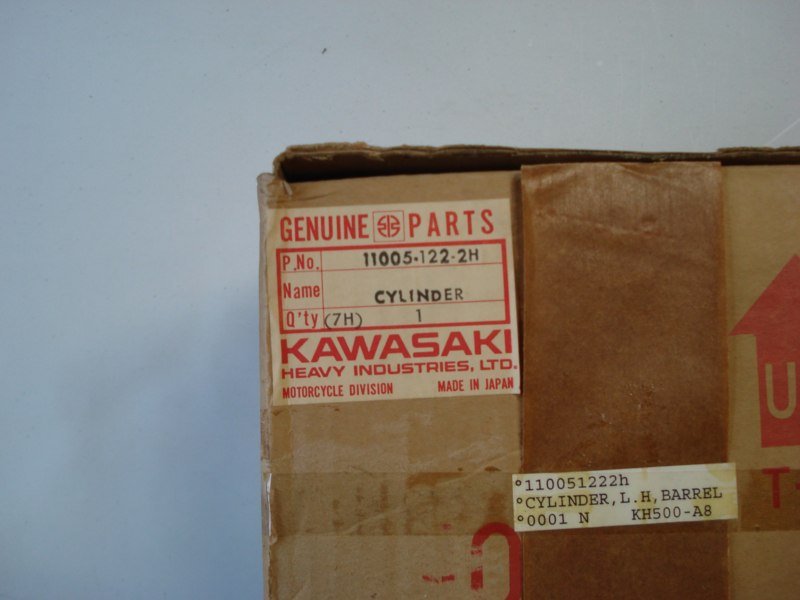 GENUINE PARTS
P.No. 11005-122-2H
Name CYLINDER
Q'ty (7H) 1
KAWASAKI
HEAVY INDUSTRIES, LTD.
MOTORCYCLE DIVISION MADE IN JAPAN
°110051222h
°CYLINDER,L.H,BARREL
°0001 N KH500-A8
U
T